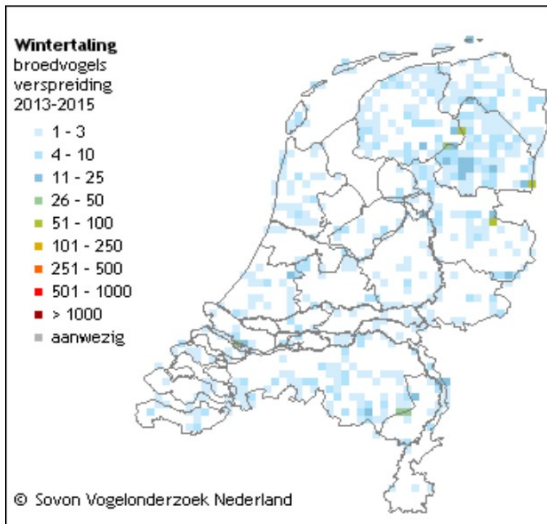 Wintertaling
broedvogels
verspreiding
2013-2015
1 - 3
4 - 10
11 - 25
26 - 50
51 - 100
101 - 250
251 - 500
501 - 1000
> 1000
aanwezig
© Sovon Vogelonderzoek Nederland